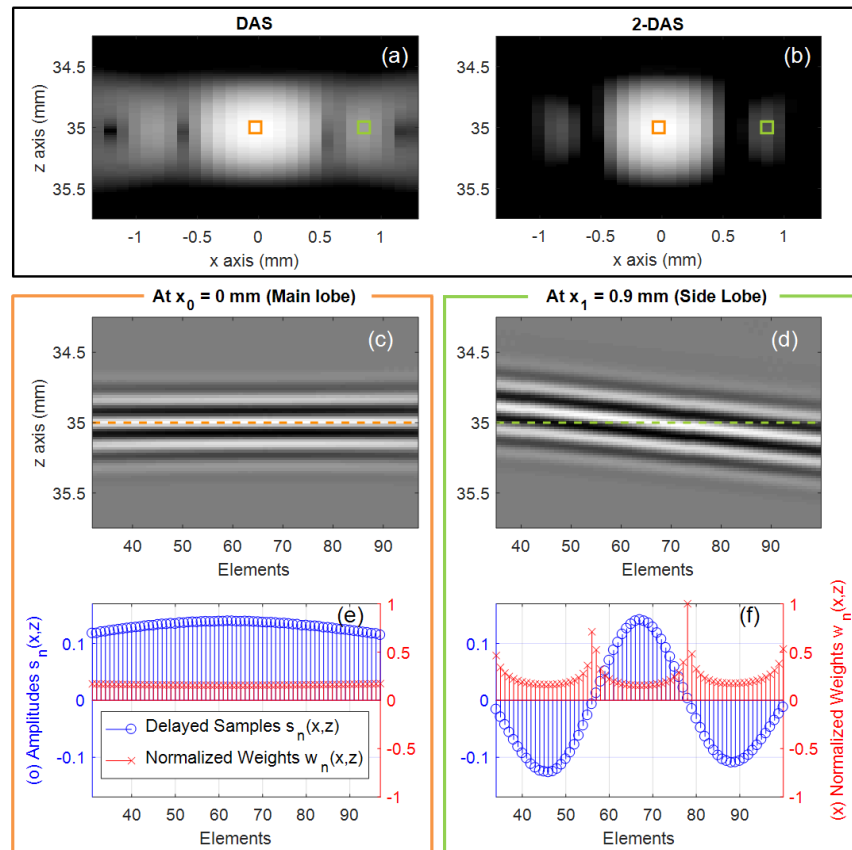 DAS
2-DAS
(a)
(b)
34.5
35
35.5
z axis (mm)
-1
-0.5
0
0.5
1
x axis (mm)
34.5
35
35.5
-1
-0.5
0
0.5
1
x axis (mm)
At x0 = 0 mm (Main lobe)
At x1 = 0.9 mm (Side Lobe)
(c)
34.5
35
35.5
z axis (mm)
40
50
60
70
80
90
Elements
(d)
34.5
35
35.5
40
50
60
70
80
90
Elements
(e)
(o) Amplitudes s_n(x,z)
0.1
0
-0.1
1
0.5
0
-0.5
-1
Delayed Samples s_n(x,z)
Normalized Weights w_n(x,z)
40
50
60
70
80
90
Elements
(f)
0.1
0
-0.1
1
0.5
0
-0.5
-1
(x) Normalized Weights w_n(x,z)
40
50
60
70
80
90
Elements